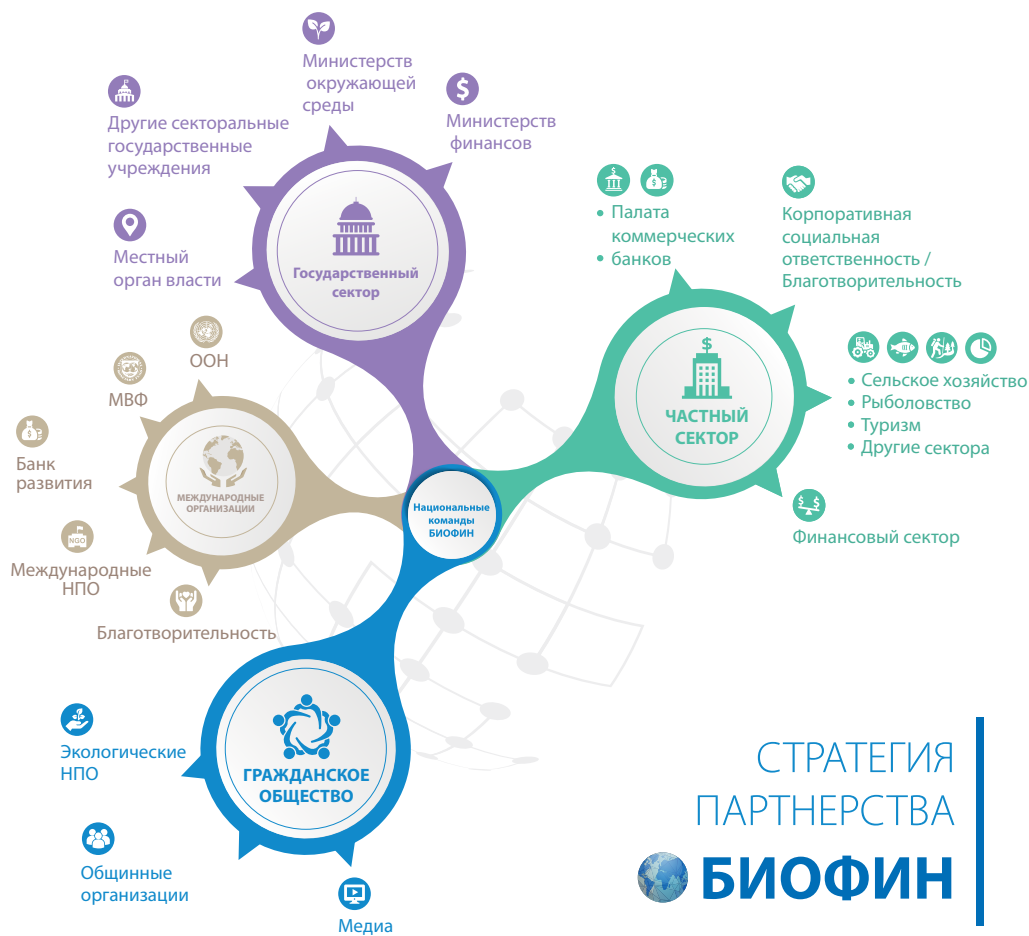 Министерств
окружающей
среды
Министерств
финансов
Другие секторальные
государственные
учреждения
Местный
орган власти
Государственный
сектор
• Палата
коммерческих
• банков
Корпоративная
социальная
ответственность /
Благотворительность
• Сельское хозяйство
• Рыболовство
• Туризм
• Другие сектора
Финансовый сектор
$
ЧАСТНЫЙ
СЕКТОР
ООН
МВФ
Банк
развития
NGO
Международные
НПО
Благотворительность
МЕЖДУНАРОДНЫЕ
ОРГАНИЗАЦИИ
Национальные
команды
БИОФИН
Экологические
НПО
Общинные
организации
Медиа
ГРАЖДАНСКОЕ
ОБЩЕСТВО
СТРАТЕГИЯ
ПАРТНЕРСТВА
БИОФИН